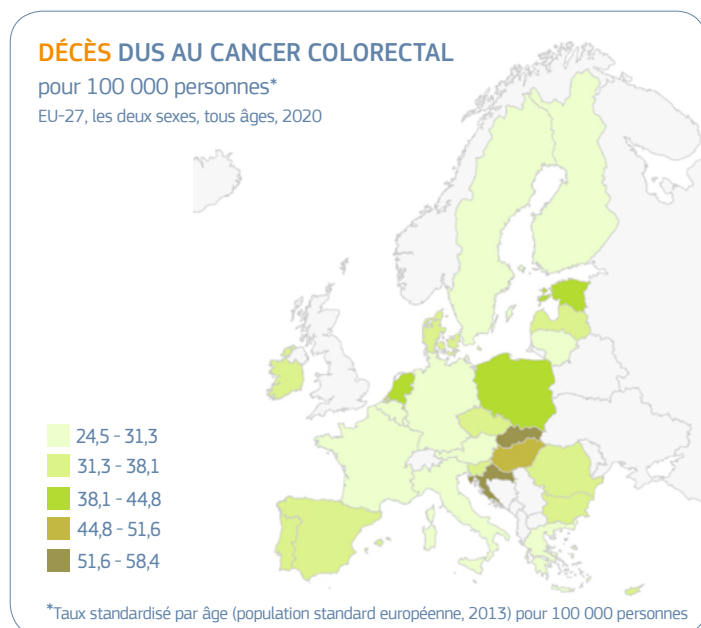 DÉCÈS DUS AU CANCER COLORECTAL
pour 100 000 personnes*
EU-27, les deux sexes, tous âges, 2020
24,5 - 31,3
31,3 - 38,1
38,1 - 44,8
44,8 - 51,6
51,6 - 58,4
*Taux standardisé par âge (population standard européenne, 2013) pour 100 000 personnes